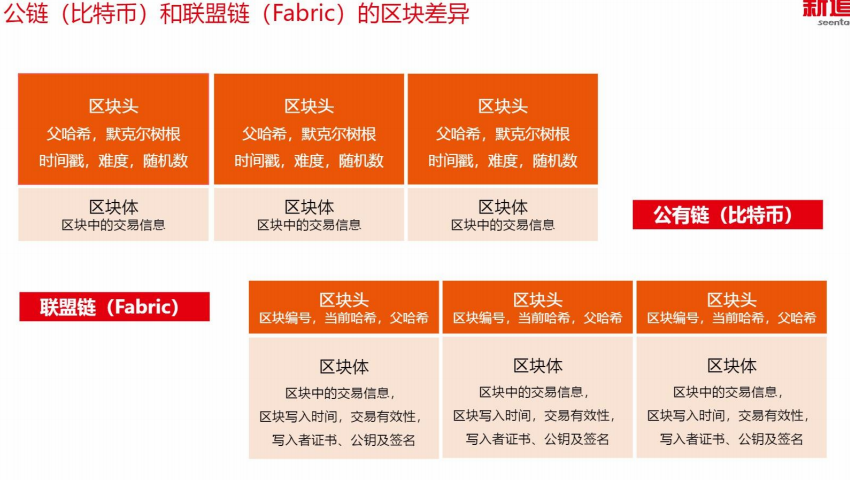 公链（比特币）和联盟链（Fabric）的区块差异
seenta
区块头
父哈希，默克尔树根
时间戳，难度，随机数
区块体
区块中的交易信息
区块头
父哈希，默克尔树根
时间戳，难度，随机数
区块体
区块中的交易信息
区块头
父哈希，默克尔树根
时间戳，难度，随机数
区块体
区块中的交易信息
公有链（比特币）
联盟链（Fabric）
区块头
区块编号，当前哈希，父哈希
区块体
区块中的交易信息，
区块写入时间，交易有效性，
写入者证书、公钥及签名
区块头
区块编号，当前哈希，父哈希
区块体
区块中的交易信息，
区块写入时间，交易有效性，
写入者证书、公钥及签名
区块头
区块编号，当前哈希，父哈希
区块体
区块中的交易信息，
区块写入时间，交易有效性，
写入者证书、公钥及签名